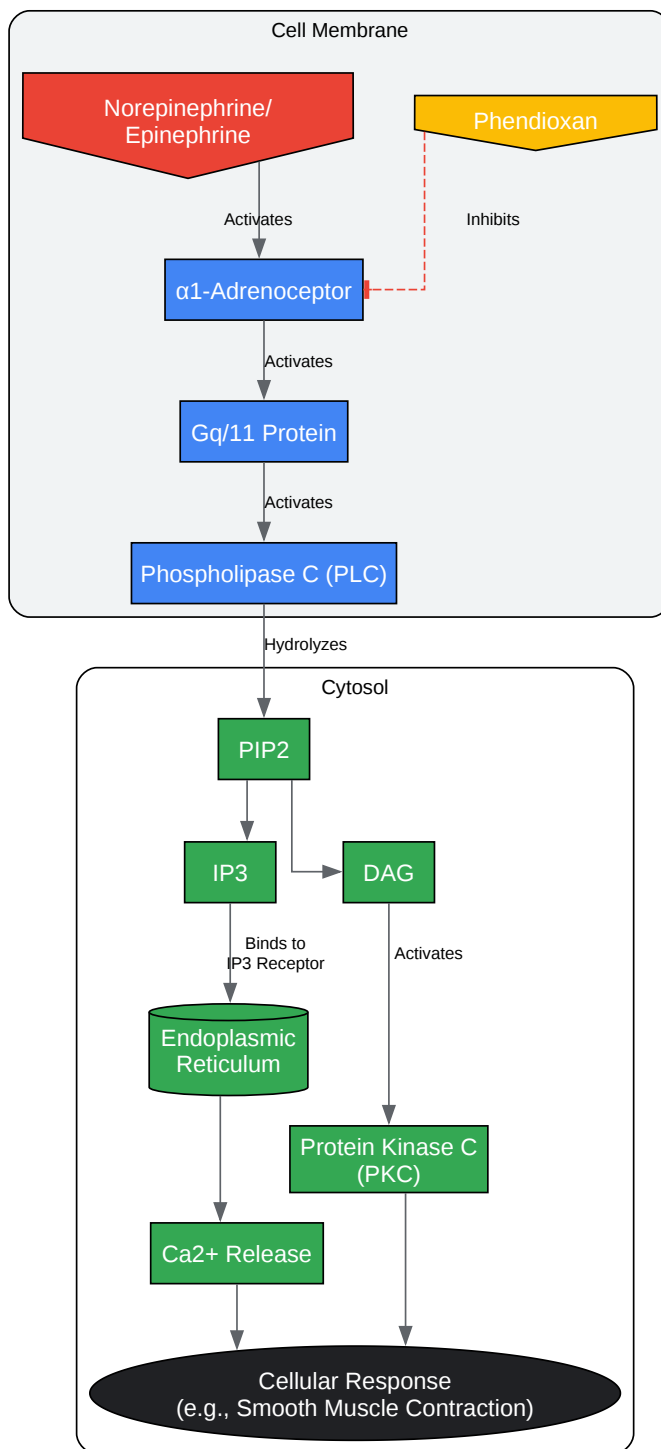 Cell Membrane
Norepinephrine/
Epinephrine
Phendioxan
Activates
Inhibits
α1-Adrenoceptor
Activates
Gq/11 Protein
Activates
Phospholipase C (PLC)
Hydrolyzes
Cytosol
PIP2
IP3
DAG
Binds to
IP3 Receptor
Activates
Endoplasmic
Reticulum
Protein Kinase C
(PKC)
Ca2+ Release
Cellular Response
(e.g., Smooth Muscle Contraction)